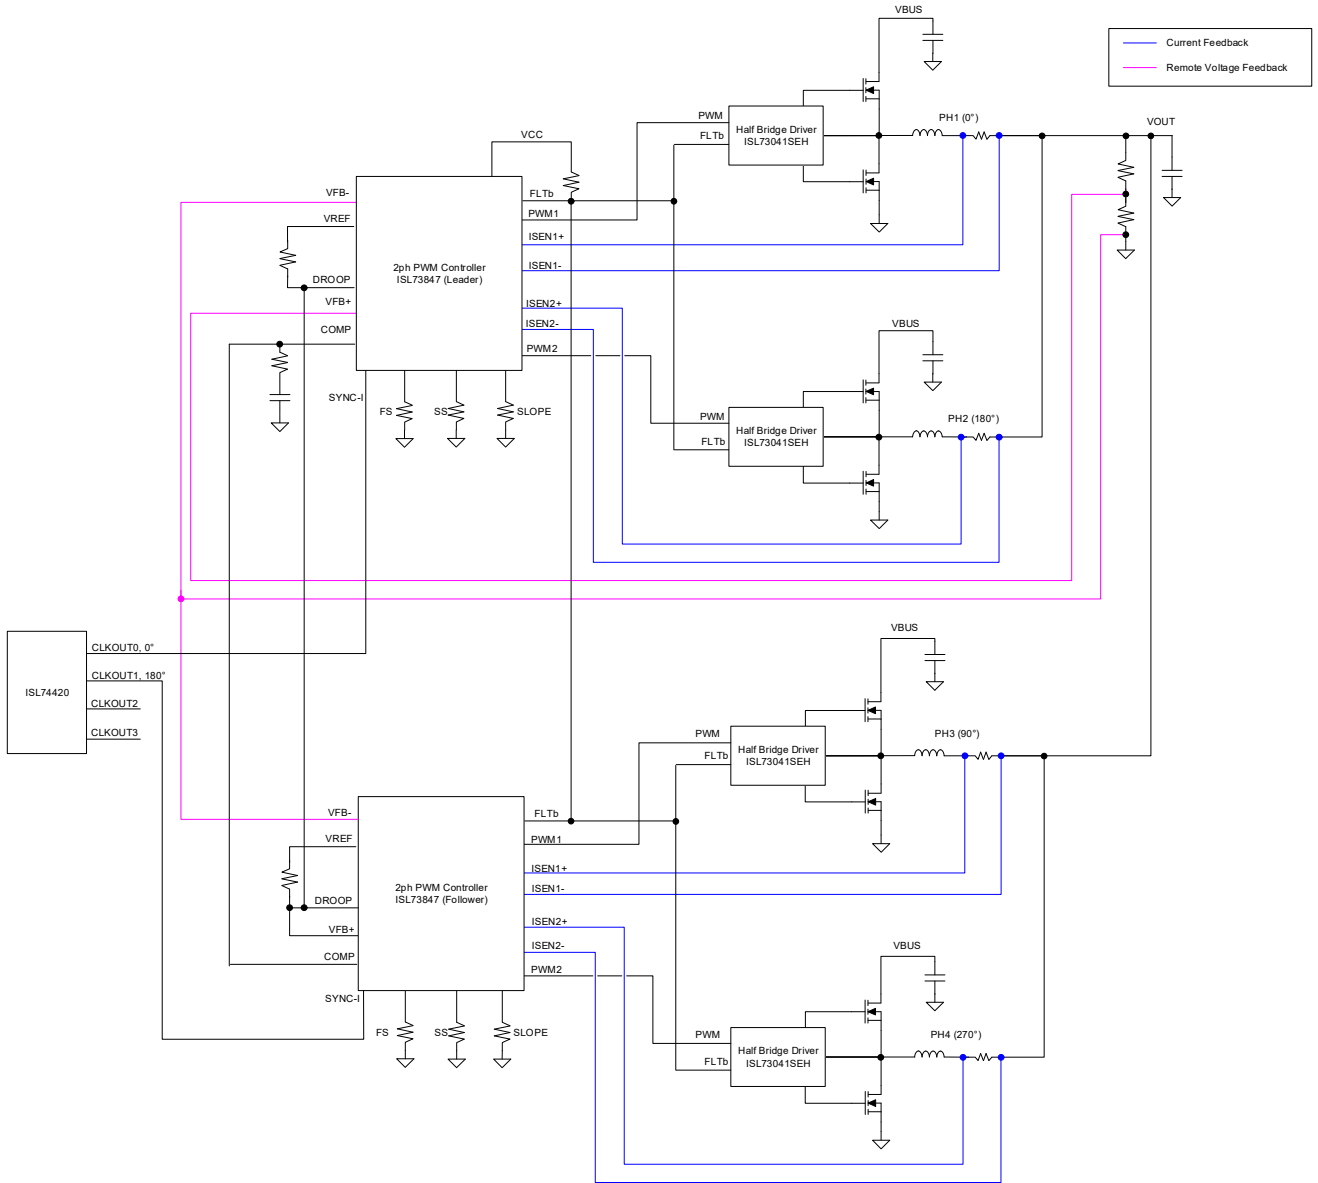 VBUS
Current Feedback
Remote Voltage Feedback
PWM
FLTb
Half Bridge Driver
ISL73041SEH
PH1 (0°)
VOUT
VCC
VFB-
VREF
DROOP
VFB+
COMP
SYNC-I
2ph PWM Controller
ISL73847 (Leader)
FLTb
PWM1
ISEN1+
ISEN1-
ISEN2+
ISEN2-
PWM2
FS
SS
SLOPE
VBUS
PWM
FLTb
Half Bridge Driver
ISL73041SEH
PH2 (180°)
ISL74420
CLKOUT0, 0°
CLKOUT1, 180°
CLKOUT2
CLKOUT3
VBUS
PWM
FLTb
Half Bridge Driver
ISL73041SEH
PH3 (90°)
VFB-
VREF
DROOP
VFB+
COMP
SYNC-I
2ph PWM Controller
ISL73847 (Follower)
FLTb
PWM1
ISEN1+
ISEN1-
ISEN2+
ISEN2-
PWM2
FS
SS
SLOPE
VBUS
PWM
FLTb
Half Bridge Driver
ISL73041SEH
PH4 (270°)